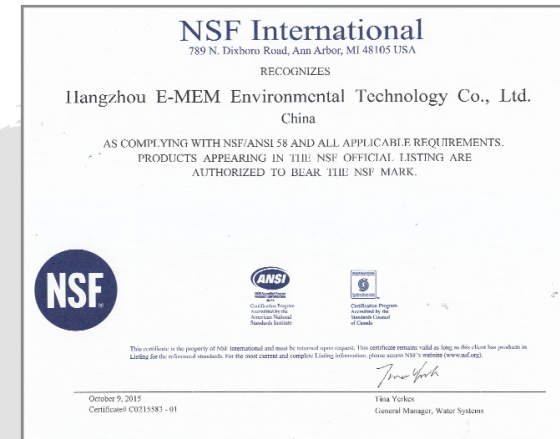 NSF International
789 N. Dixboro Road, Ann Arbor, MI 48105 USA
RECOGNIZES
Hangzhou E-MEM Environmental Technology Co., Ltd.
China
AS COMPLYING WITH NSF/ANSI 58 AND ALL APPLICABLE REQUIREMENTS.
PRODUCTS APPEARING IN THE NSF OFFICIAL LISTING ARE
AUTHORIZED TO BEAR THE NSF MARK.
NSF®
ANSI
Certification Program
Accredited by the
American National
Standards Institute
Certification Program
Accredited by the
Standards Council
of Canada
This certificate is the property of NSF International and must be returned upon request. This certificate remains valid as long as this client has products in
Listing for the referenced standards. For the most current and complete Listing information, please access NSF's website (www.nsf.org).
October 9, 2015
Certificate# C0215583 - 01
Tina Yerkes
General Manager, Water Systems